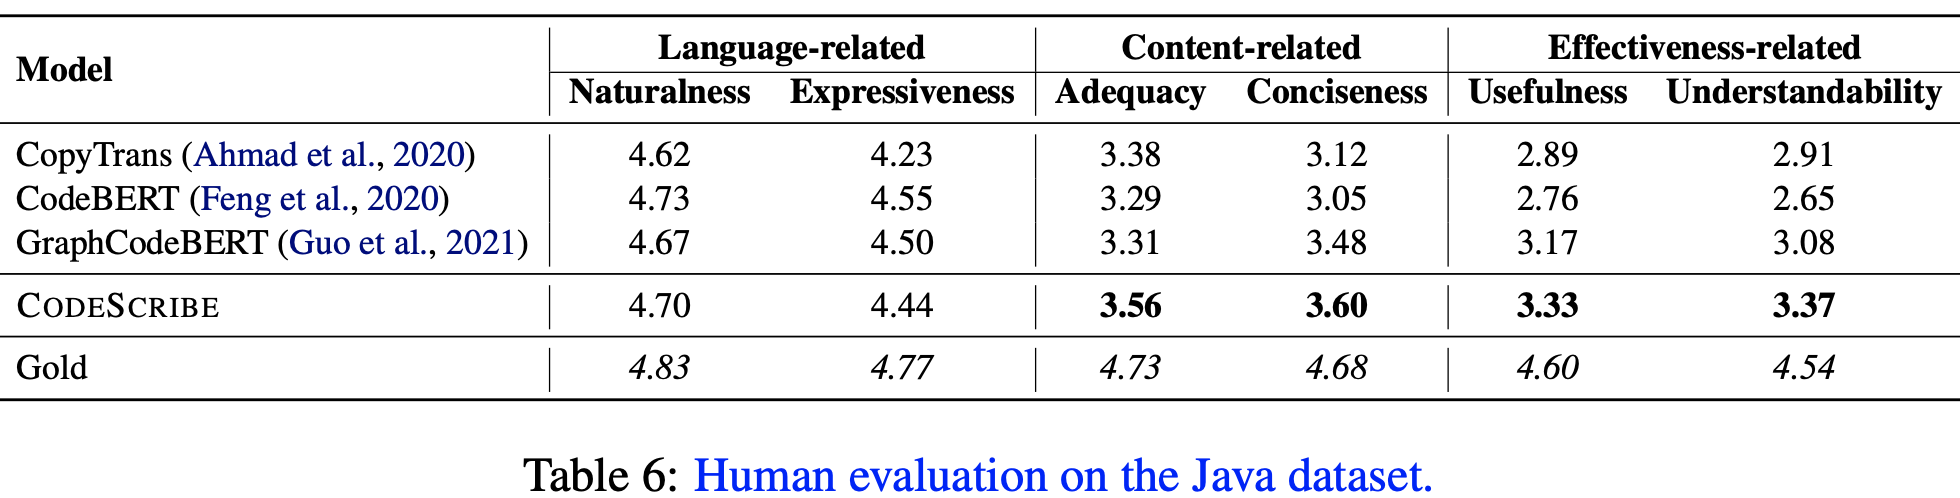 Model Language-related Content-related Effectiveness-related
Naturalness Expressiveness Adequacy Conciseness Usefulness Understandability
CopyTrans (Ahmad et al., 2020) 4.62 4.23 3.38 3.12 2.89 2.91
CodeBERT (Feng et al., 2020) 4.73 4.55 3.29 3.05 2.76 2.65
GraphCodeBERT (Guo et al., 2021) 4.67 4.50 3.31 3.48 3.17 3.08
CODESCRIBE 4.70 4.44 3.56 3.60 3.33 3.37
Gold 4.83 4.77 4.73 4.68 4.60 4.54
Table 6: Human evaluation on the Java dataset.